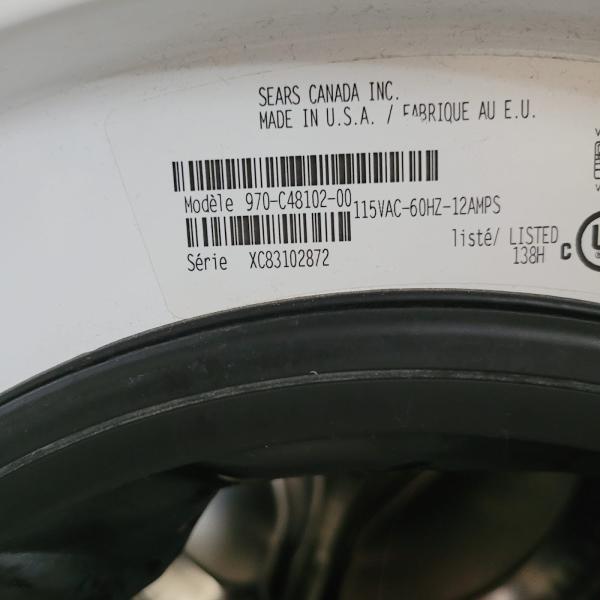 SEARS CANADA INC.
MADE IN U.S.A. / FABRIQUE AU E.U.
Modèle 970-C48102-00
115VAC-60HZ-12AMPS
Série XC83102872
listé/ LISTED
138H
C